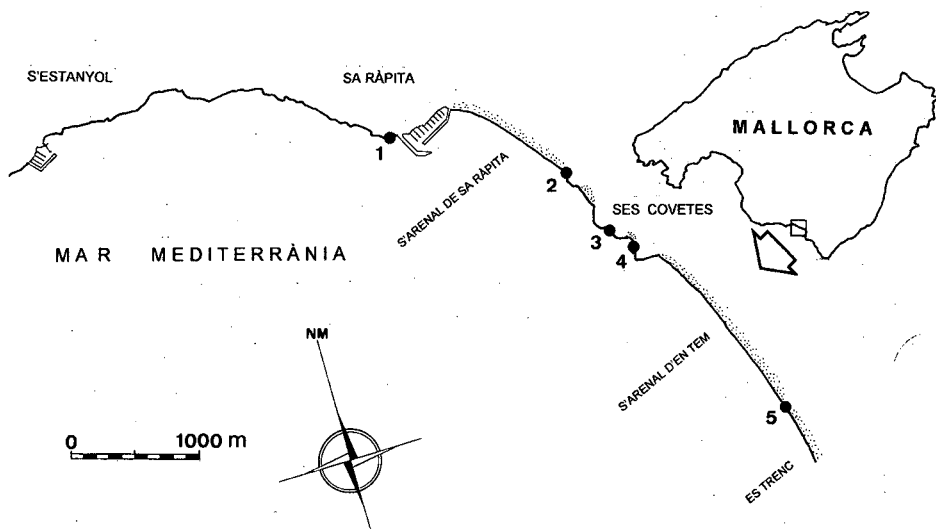 S'ESTANYOL
SA RÀPITA
MALLORCA
1
2
S'ARENAL DE SA RÀPITA
SES COVETES
3
4
MAR MEDITERRÀNIA
NM
S'ARENAL D'EN TEM
5
0 1000 m
ES TRENC